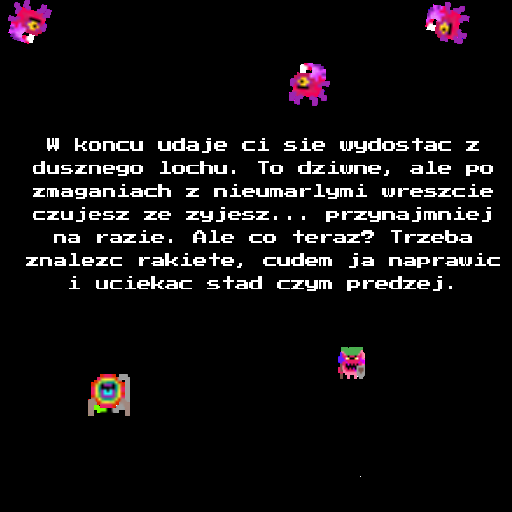 W koncu udaje ci sie wydostac z
dusznego lochu. To dziwne, ale po
zmaganiach z nieumarlymi wreszcie
czujesz ze zyjesz... przynajmniej
na razie. Ale co teraz? Trzeba
znalezc rakiete, cudem ja naprawic
i uciekac stad czym predzej.